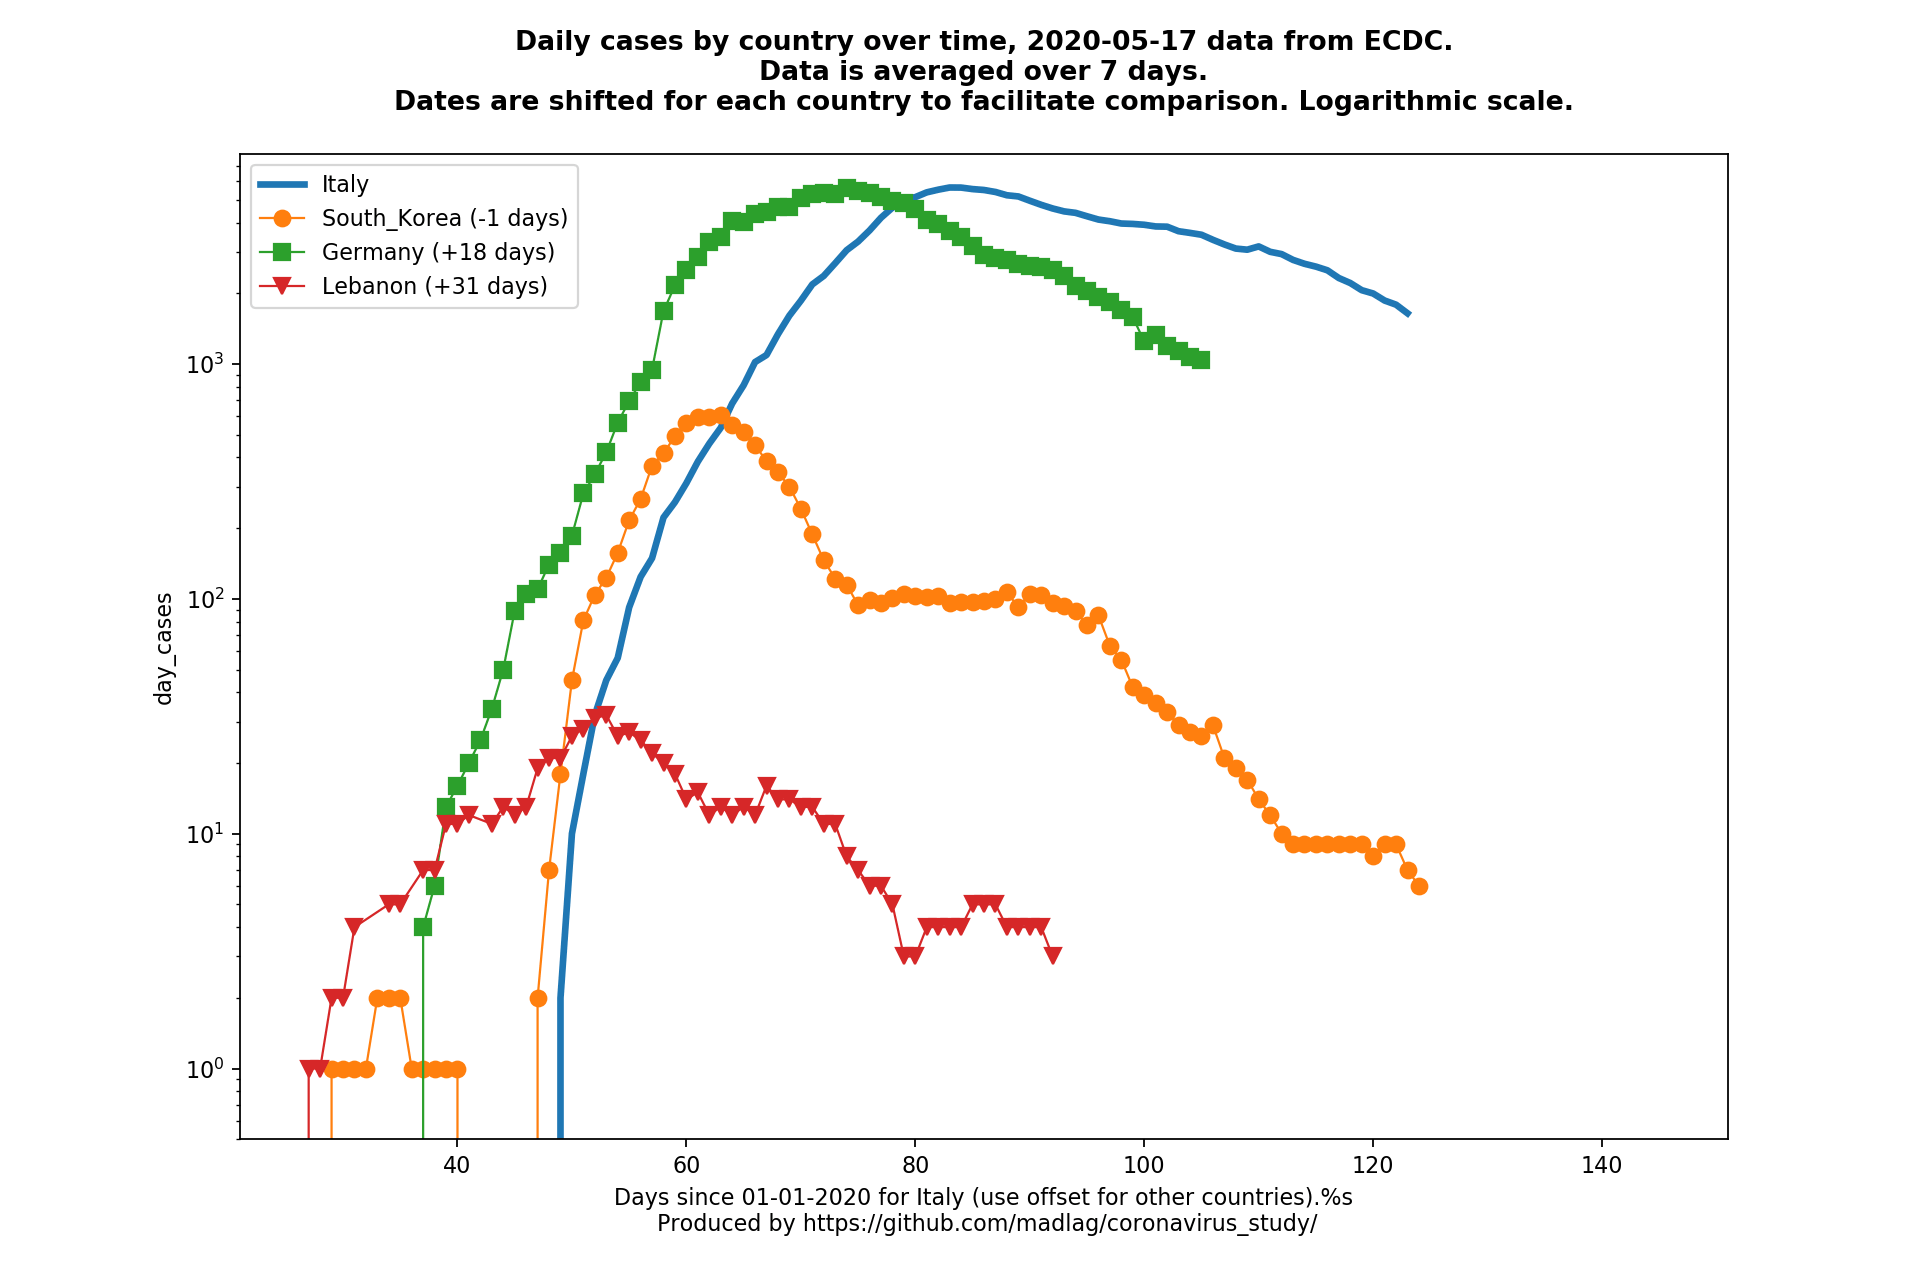 Daily cases by country over time, 2020-05-17 data from ECDC.
Data is averaged over 7 days.
Dates are shifted for each country to facilitate comparison. Logarithmic scale.
Italy
South_Korea (-1 days)
Germany (+18 days)
Lebanon (+31 days)
10³
10²
10¹
10⁰
day_cases
40 60 80 100 120 140
Days since 01-01-2020 for Italy (use offset for other countries).%s
Produced by https://github.com/madlag/coronavirus_study/